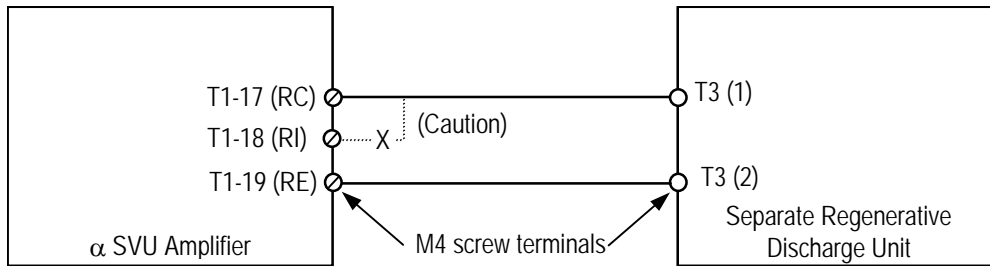 T1-17 (RC)
T1-18 (RI)
T1-19 (RE)
α SVU Amplifier
X
(Caution)
M4 screw terminals
T3 (1)
T3 (2)
Separate Regenerative
Discharge Unit